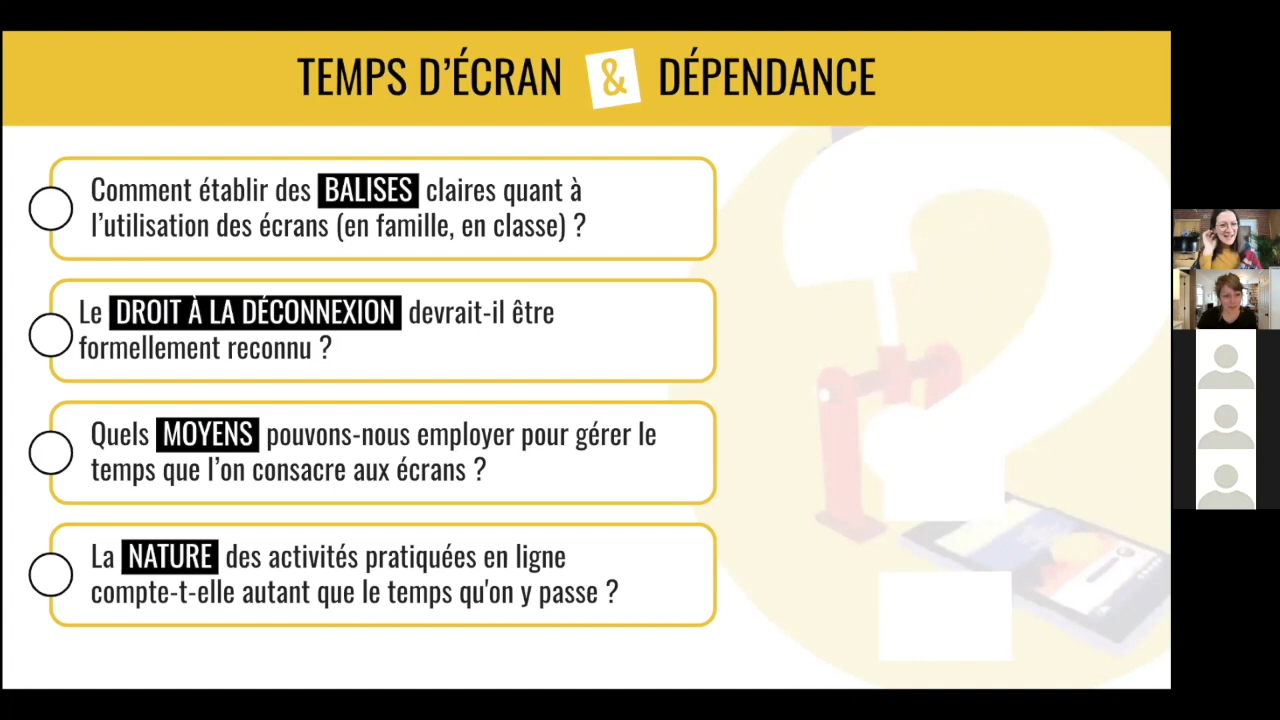 TEMPS D’ÉCRAN & DÉPENDANCE
Comment établir des BALISES claires quant à
l’utilisation des écrans (en famille, en classe) ?
Le DROIT À LA DÉCONNEXION devrait-il être
formellement reconnu ?
Quels MOYENS pouvons-nous employer pour gérer le
temps que l’on consacre aux écrans ?
La NATURE des activités pratiquées en ligne
compte-t-elle autant que le temps qu'on y passe ?